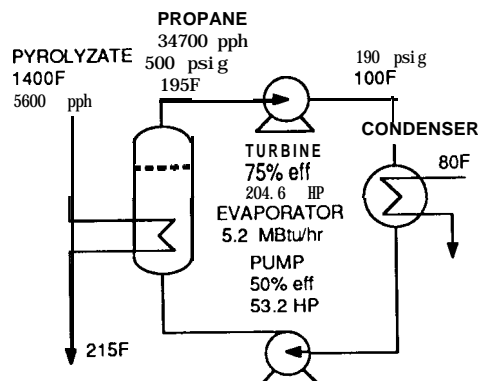 PROPANE
34700 pph
500 psig
195F
PYROLYZATE
1400F
5600 pph
190 psig
100F
CONDENSER
80F
TURBINE
75% eff
204.6 HP
EVAPORATOR
5.2 MBtu/hr
PUMP
50% eff
53.2 HP
215F